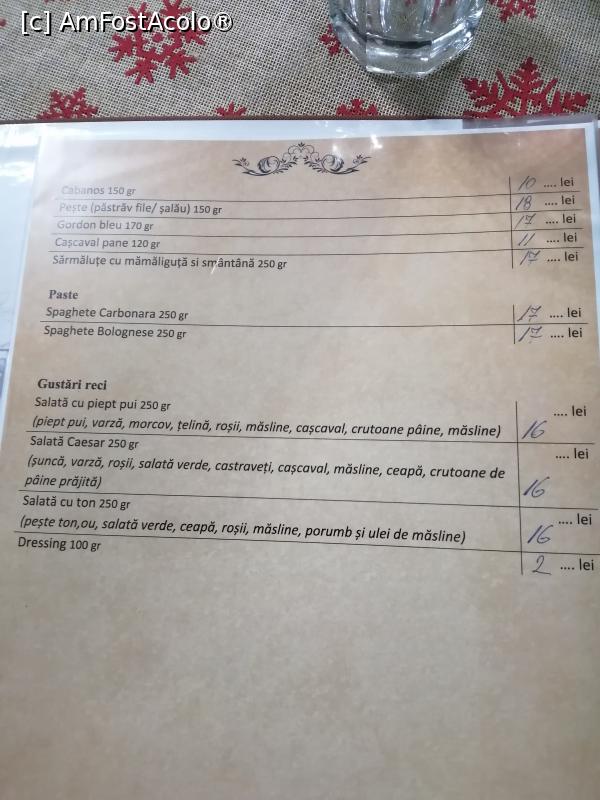 [c] AmFostAcolo®
Cabanos 150 gr 10 .... lei
Pește (păstrăv file/ șalău) 150 gr 18 .... lei
Gordon bleu 170 gr 17 .... lei
Cașcaval pane 120 gr 11 .... lei
Sărmăluțe cu mămăliguță si smântână 250 gr 17 .... lei
Paste
Spaghete Carbonara 250 gr 17 .... lei
Spaghete Bolognese 250 gr 17 .... lei
Gustări reci
Salată cu piept pui 250 gr .... lei
(piept pui, varză, morcov, țelină, roșii, măsline, cașcaval, crutoane pâine, măsline) 16
Salată Caesar 250 gr .... lei
(șuncă, varză, roșii, salată verde, castraveți, cașcaval, măsline, ceapă, crutoane de
pâine prăjită) 16
Salată cu ton 250 gr .... lei
(pește ton,ou, salată verde, ceapă, roșii, măsline, porumb și ulei de măsline) 16
Dressing 100 gr 2 .... lei